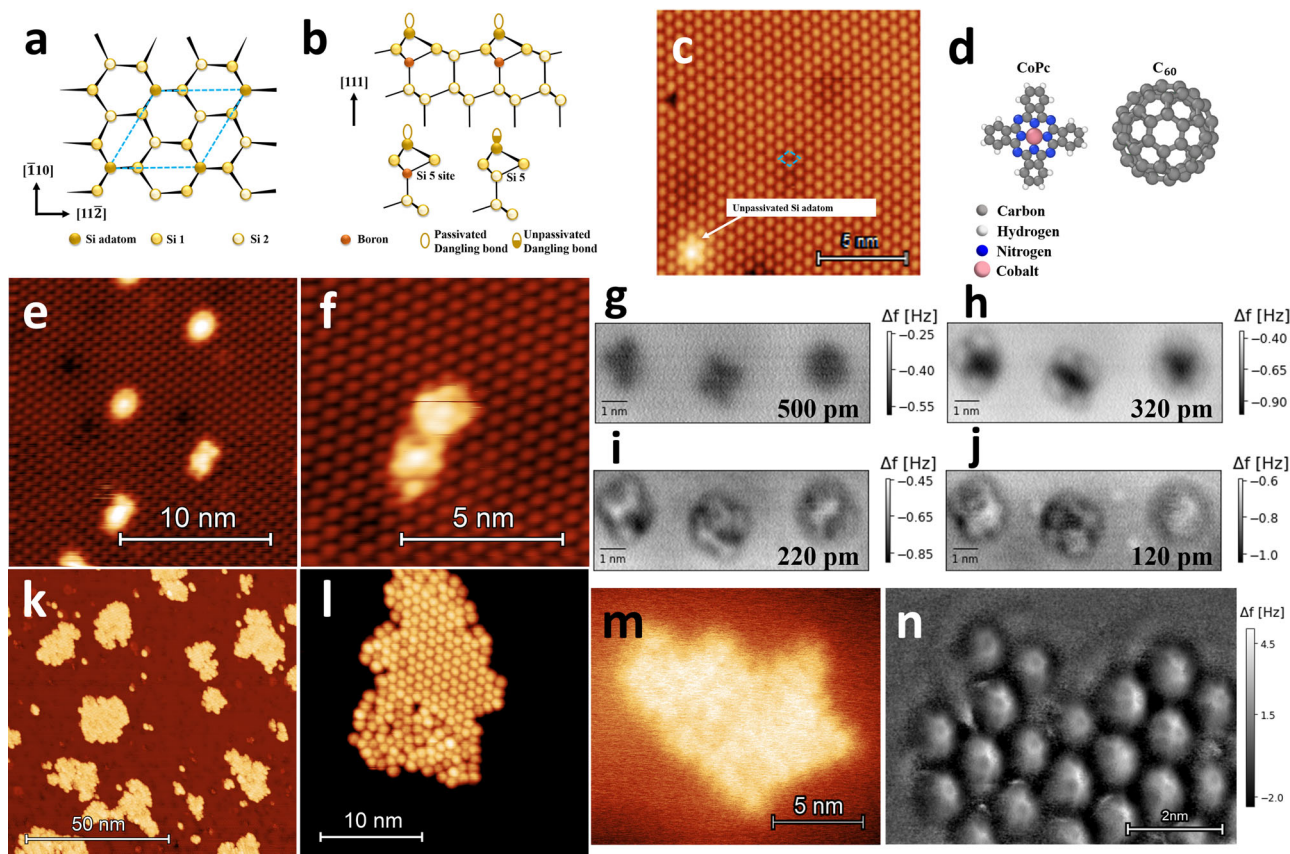 a
[1̄10]
[112̄]
Si adatom
Si 1
Si 2
b
[111]
Si 5 site
Si 5
Boron
Passivated
Dangling bond
Unpassivated
Dangling bond
c
Unpassivated Si adatom
5 nm
d
CoPc
C₆₀
Carbon
Hydrogen
Nitrogen
Cobalt
e
10 nm
f
5 nm
g
1 nm
500 pm
Δf [Hz]
−0.25
−0.40
−0.55
h
1 nm
320 pm
Δf [Hz]
−0.40
−0.65
−0.90
i
1 nm
220 pm
Δf [Hz]
−0.45
−0.65
−0.85
j
1 nm
120 pm
Δf [Hz]
−0.6
−0.8
−1.0
k
50 nm
l
10 nm
m
5 nm
n
2nm
Δf [Hz]
4.5
1.5
−2.0